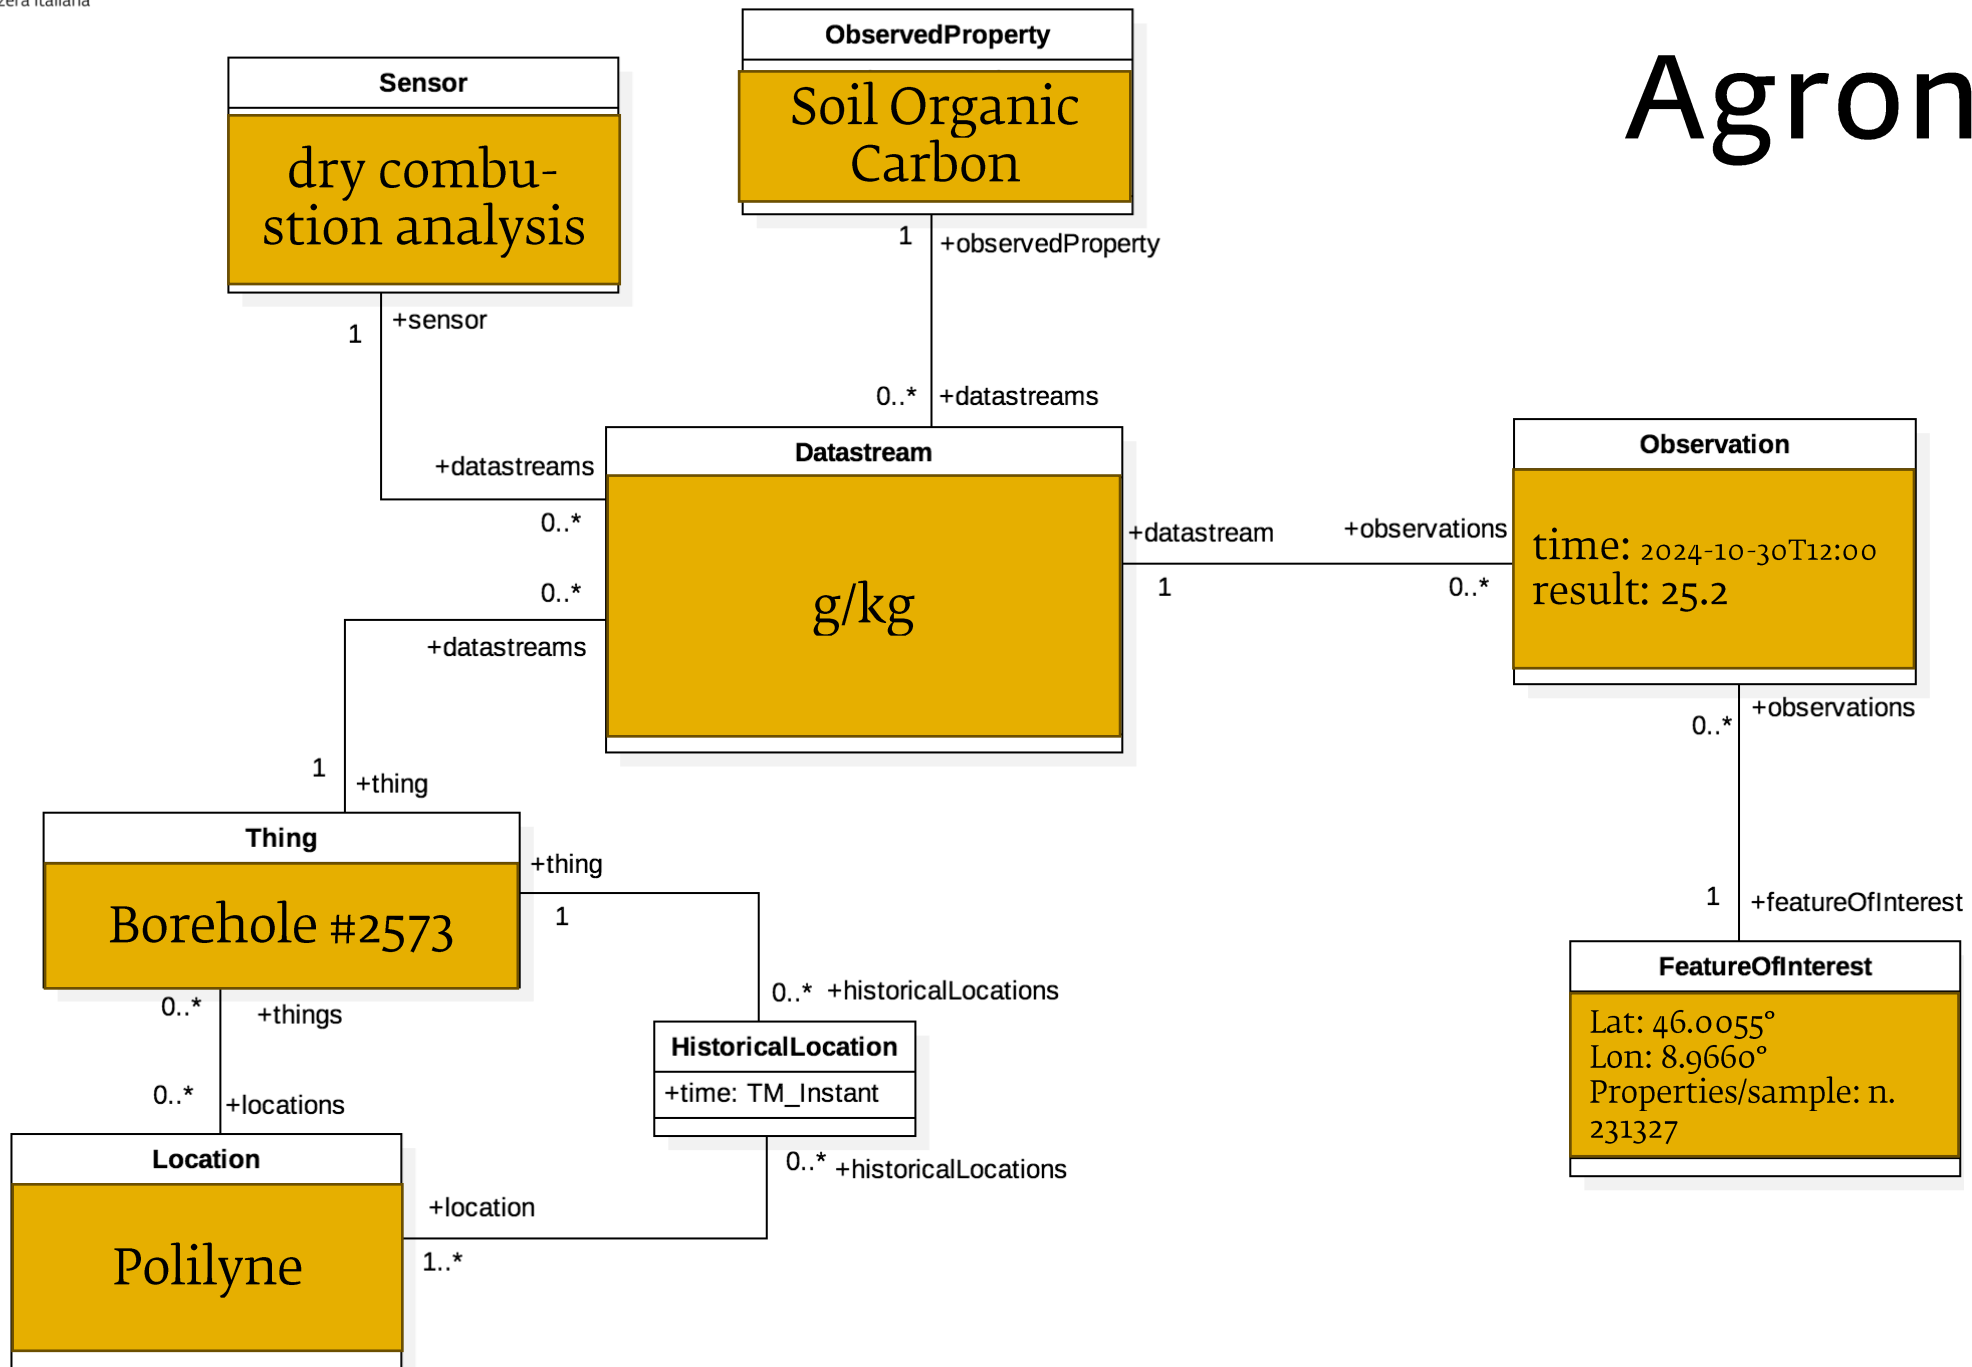 Italiana
Agron
ObservedProperty
Soil Organic
Carbon
Sensor
dry combu-
stion analysis
1
+observedProperty
1
+sensor
0..*
+datastreams
Datastream
g/kg
+datastreams
0..*
0..*
+datastreams
+datastream
1
+observations
0..*
Observation
time: 2024-10-30T12:00
result: 25.2
0..*
+observations
1
+featureOfInterest
FeatureOfInterest
Lat: 46.0055°
Lon: 8.9660°
Properties/sample: n.
231327
1
+thing
Thing
Borehole #2573
+thing
1
0..*
+historicalLocations
HistoricalLocation
+time: TM_Instant
0..*
+historicalLocations
0..*
+things
0..*
+locations
Location
Polilyne
+location
1..*